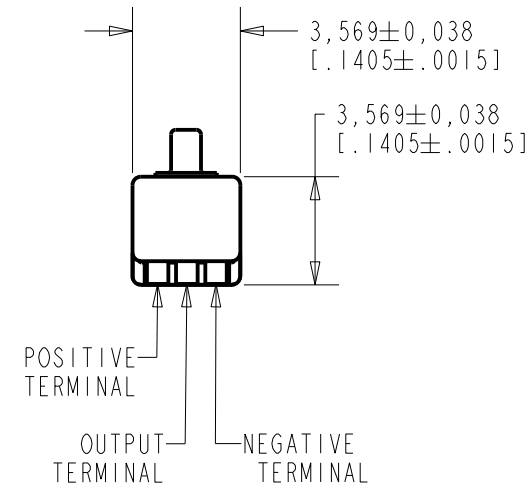 3,569±0,038
[.1405±.0015]
3,569±0,038
[.1405±.0015]
POSITIVE
TERMINAL
OUTPUT
TERMINAL
NEGATIVE
TERMINAL